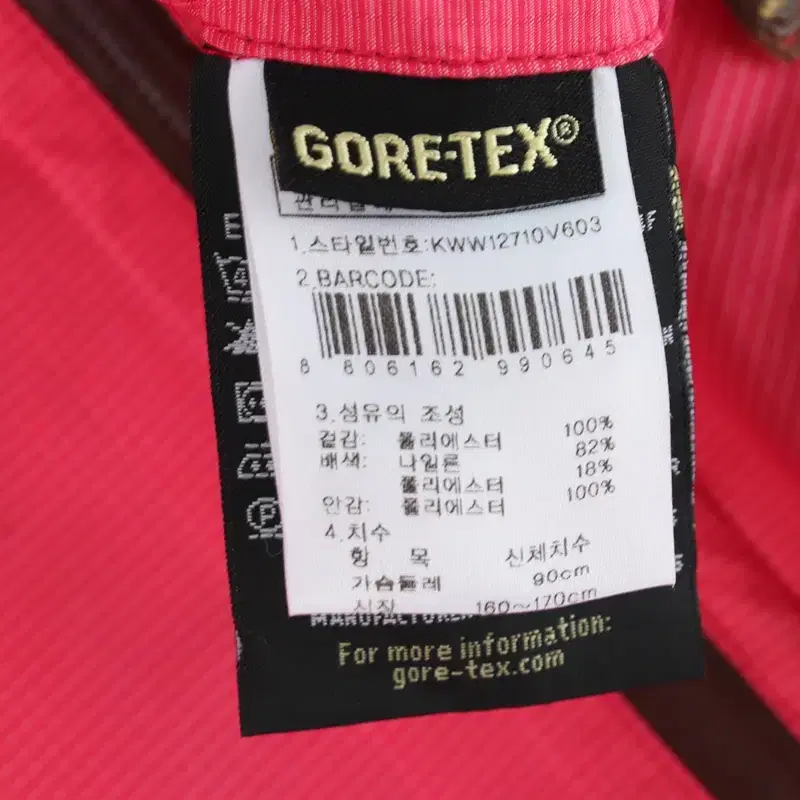 GORE-TEX®
1.스타일번호:KWW12710V603
2.BARCODE:
8 806162 990645
3.섬유의 조성
겉감: 폴리에스터 100%
배색: 나일론 82%
폴리에스터 18%
안감: 폴리에스터 100%
4.치수
항 목 신체치수
가슴둘레 90cm
신장 160~170cm
MANUFACTURER
For more information:
gore-tex.com